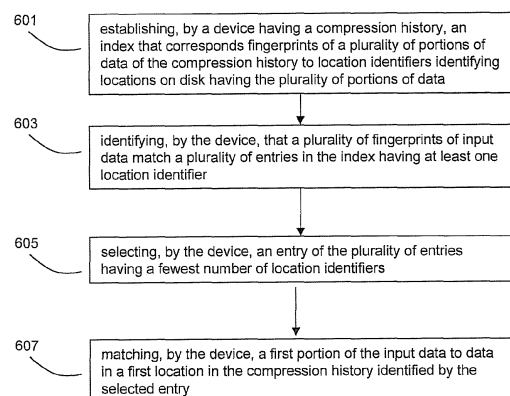 601
establishing, by a device having a compression history, an
index that corresponds fingerprints of a plurality of portions of
data of the compression history to location identifiers identifying
locations on disk having the plurality of portions of data
603
identifying, by the device, that a plurality of fingerprints of input
data match a plurality of entries in the index having at least one
location identifier
605
selecting, by the device, an entry of the plurality of entries
having a fewest number of location identifiers
607
matching, by the device, a first portion of the input data to data
in a first location in the compression history identified by the
selected entry